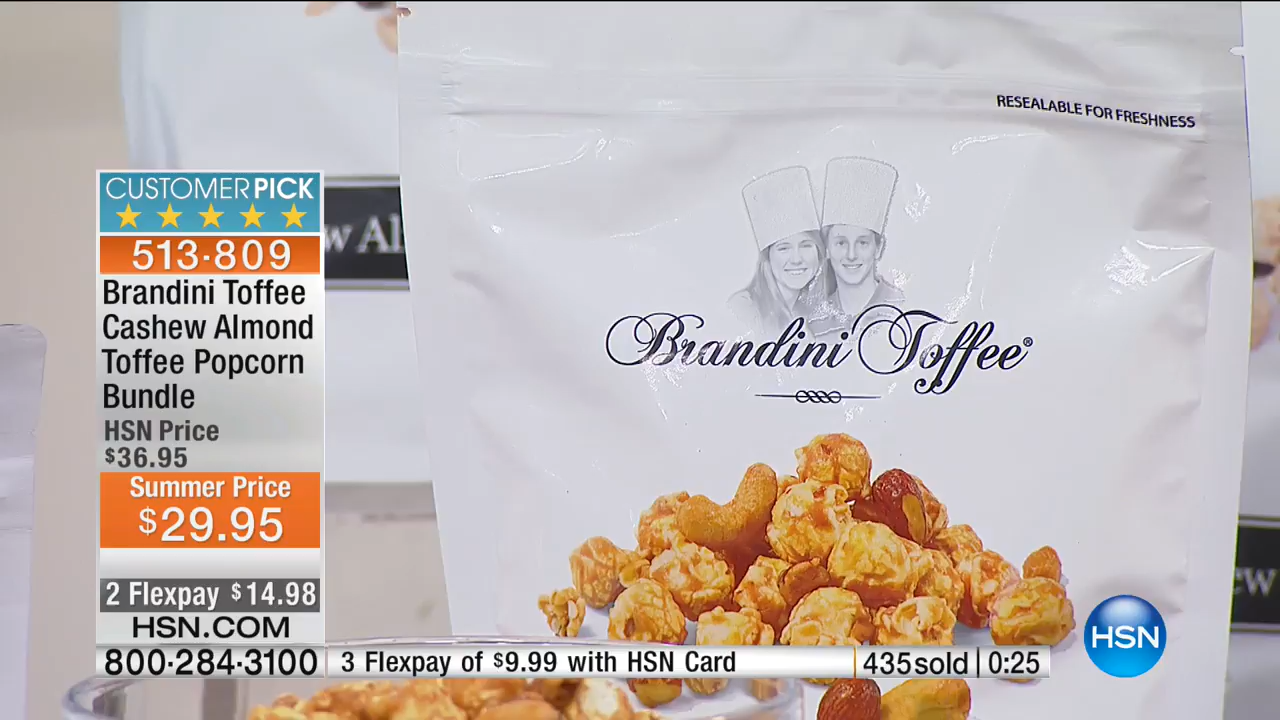 RESEALABLE FOR FRESHNESS
Brandini Toffee®
CUSTOMER PICK
513·809
Brandini Toffee
Cashew Almond
Toffee Popcorn
Bundle
HSN Price
$36.95
Summer Price
$29.95
2 Flexpay $14.98
HSN.COM
800·284·3100
3 Flexpay of $9.99 with HSN Card
435 sold
0:25
HSN